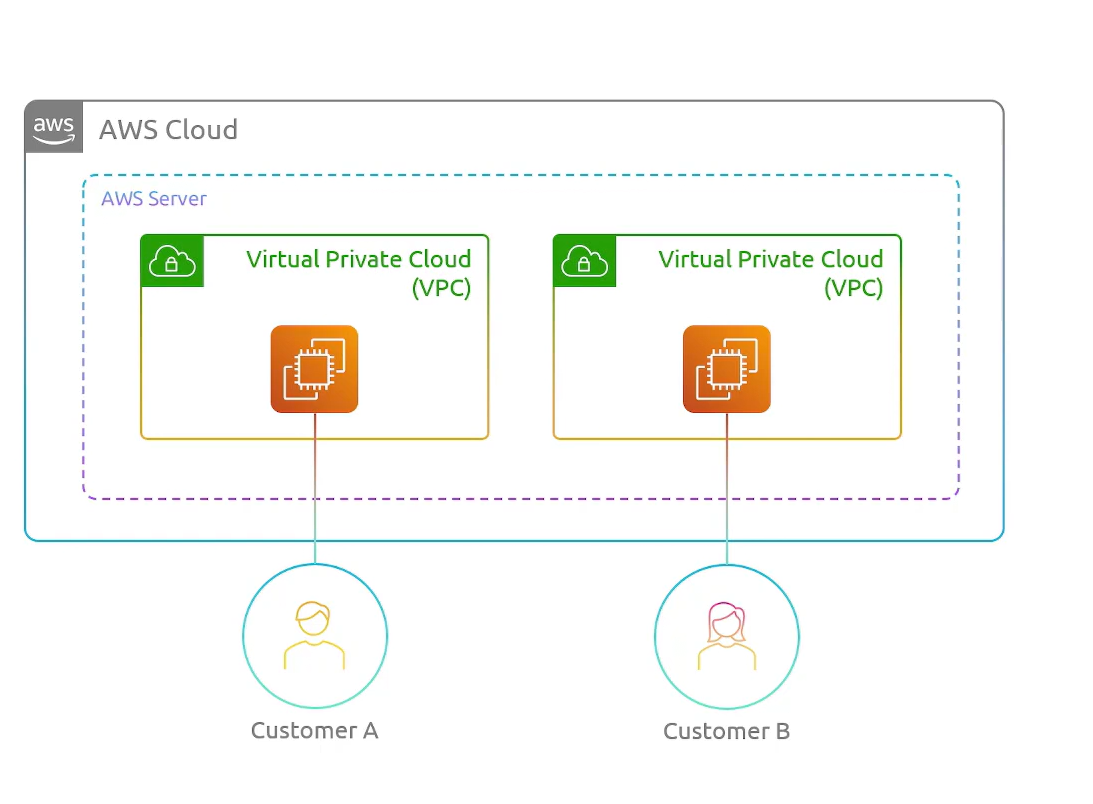 aws
AWS Cloud
AWS Server
Virtual Private Cloud
(VPC)
Virtual Private Cloud
(VPC)
Customer A
Customer B